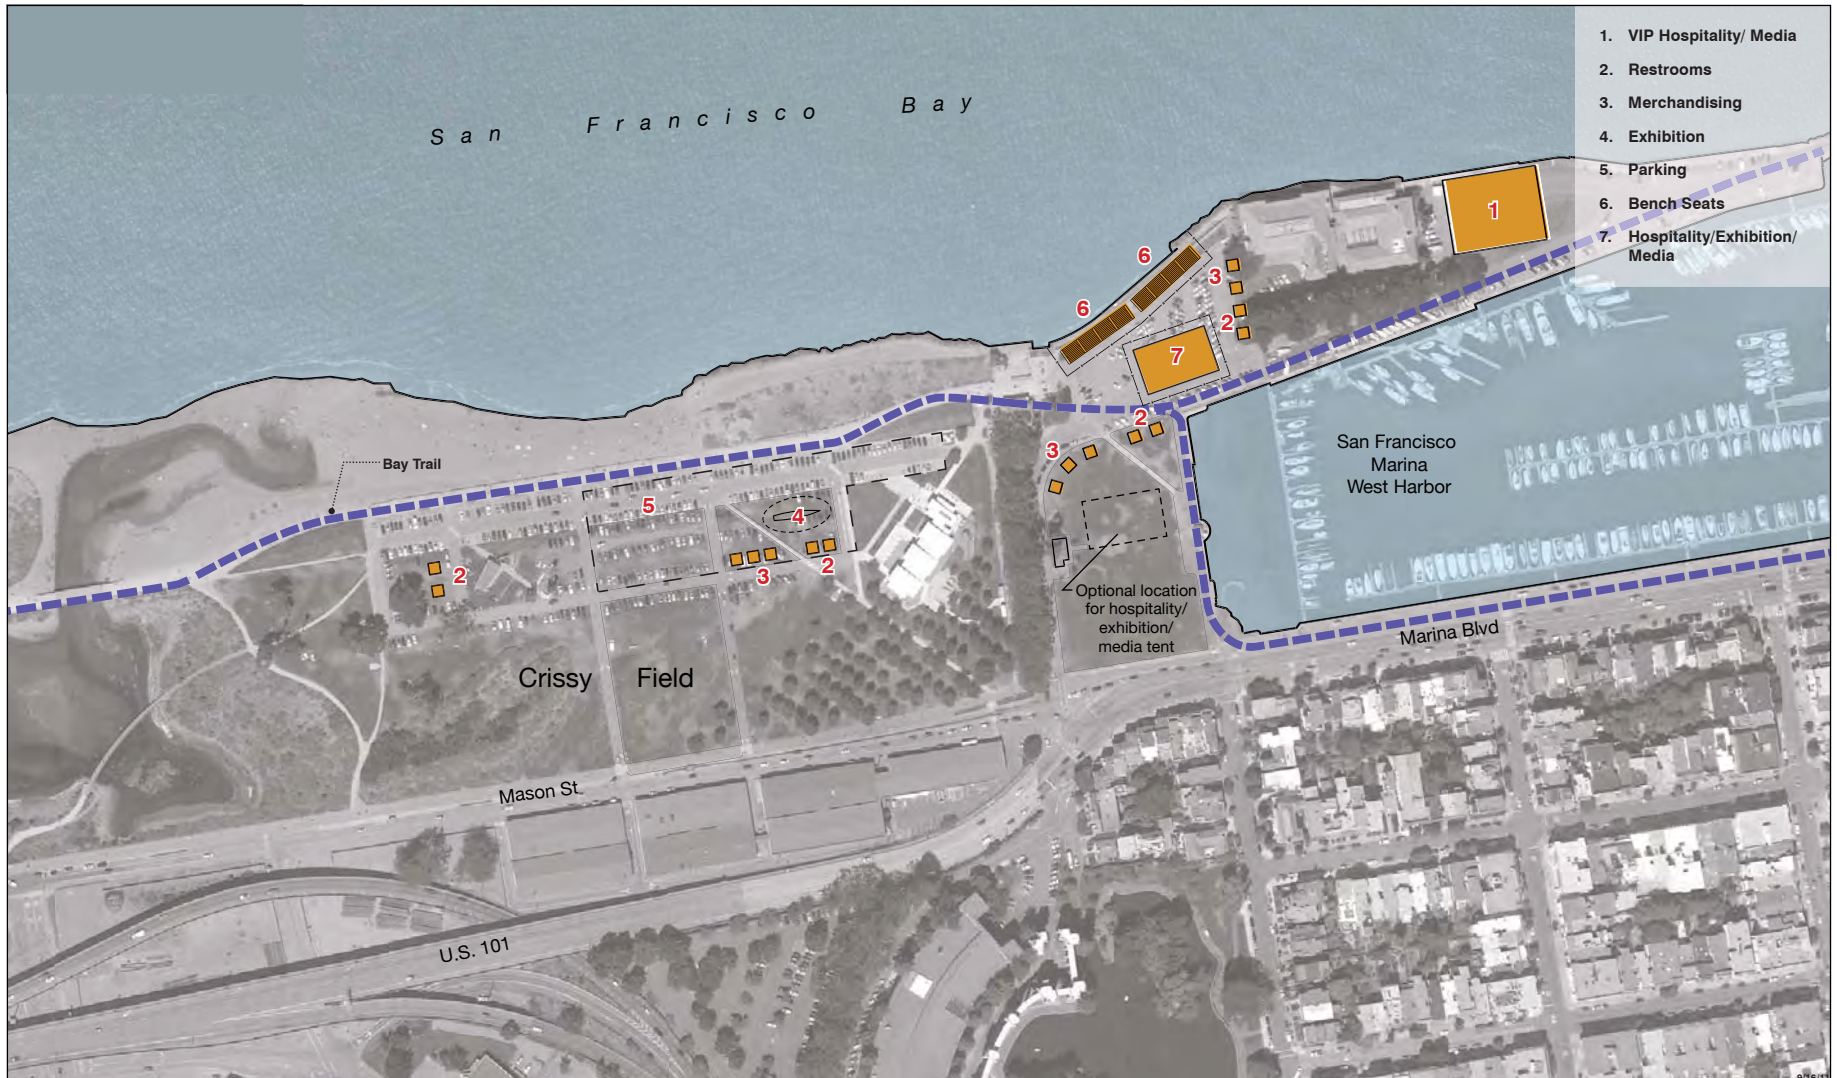 1. VIP Hospitality/ Media
2. Restrooms
3. Merchandising
4. Exhibition
5. Parking
6. Bench Seats
7. Hospitality/Exhibition/
Media
San Francisco Bay
1
6
3
6
2
7
2
3
San Francisco
Marina
West Harbor
Bay Trail
5
4
2
3
2
Optional location
for hospitality/
exhibition/
media tent
Marina Blvd
Crissy Field
Mason St
U.S. 101